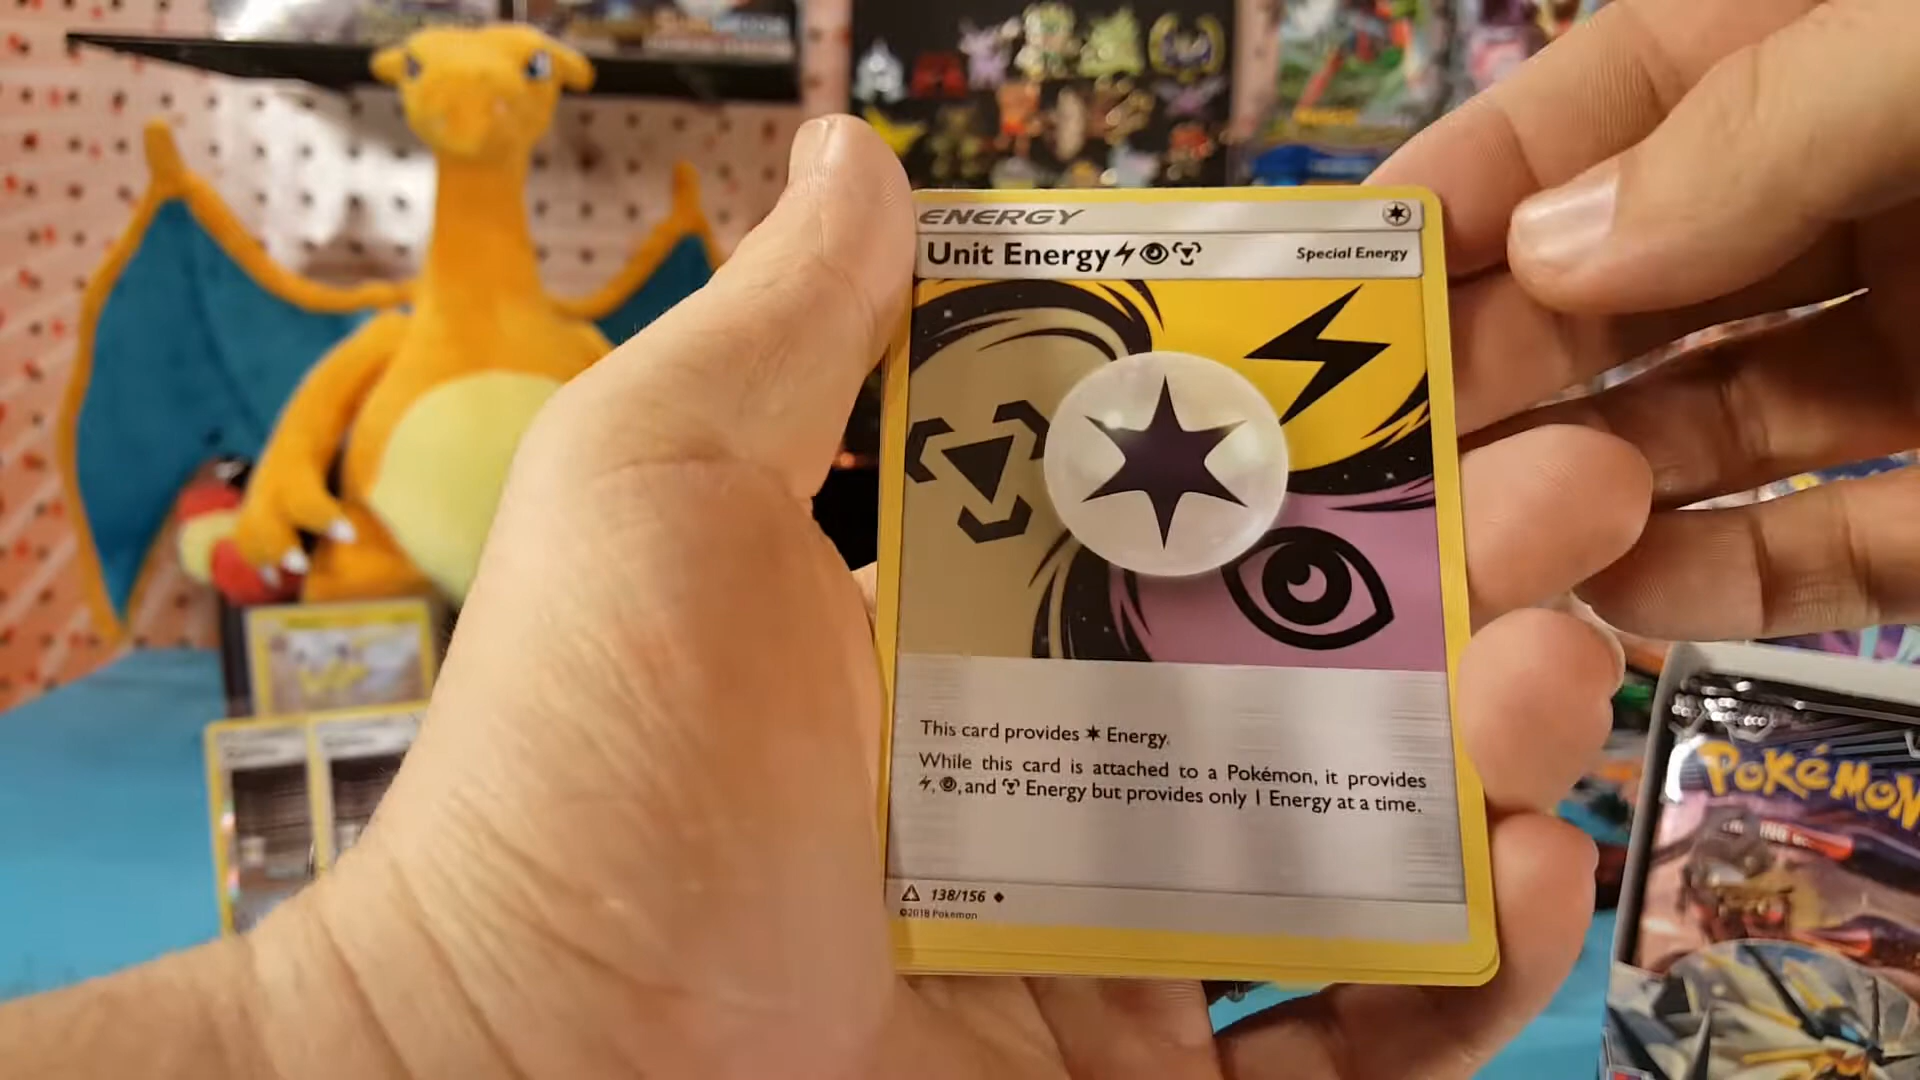 ENERGY
Unit Energy
Special Energy
This card provides Energy.
While this card is attached to a Pokémon, it provides
, , and Energy but provides only 1 Energy at a time.
138/156
©2018 Pokémon
POKéMON